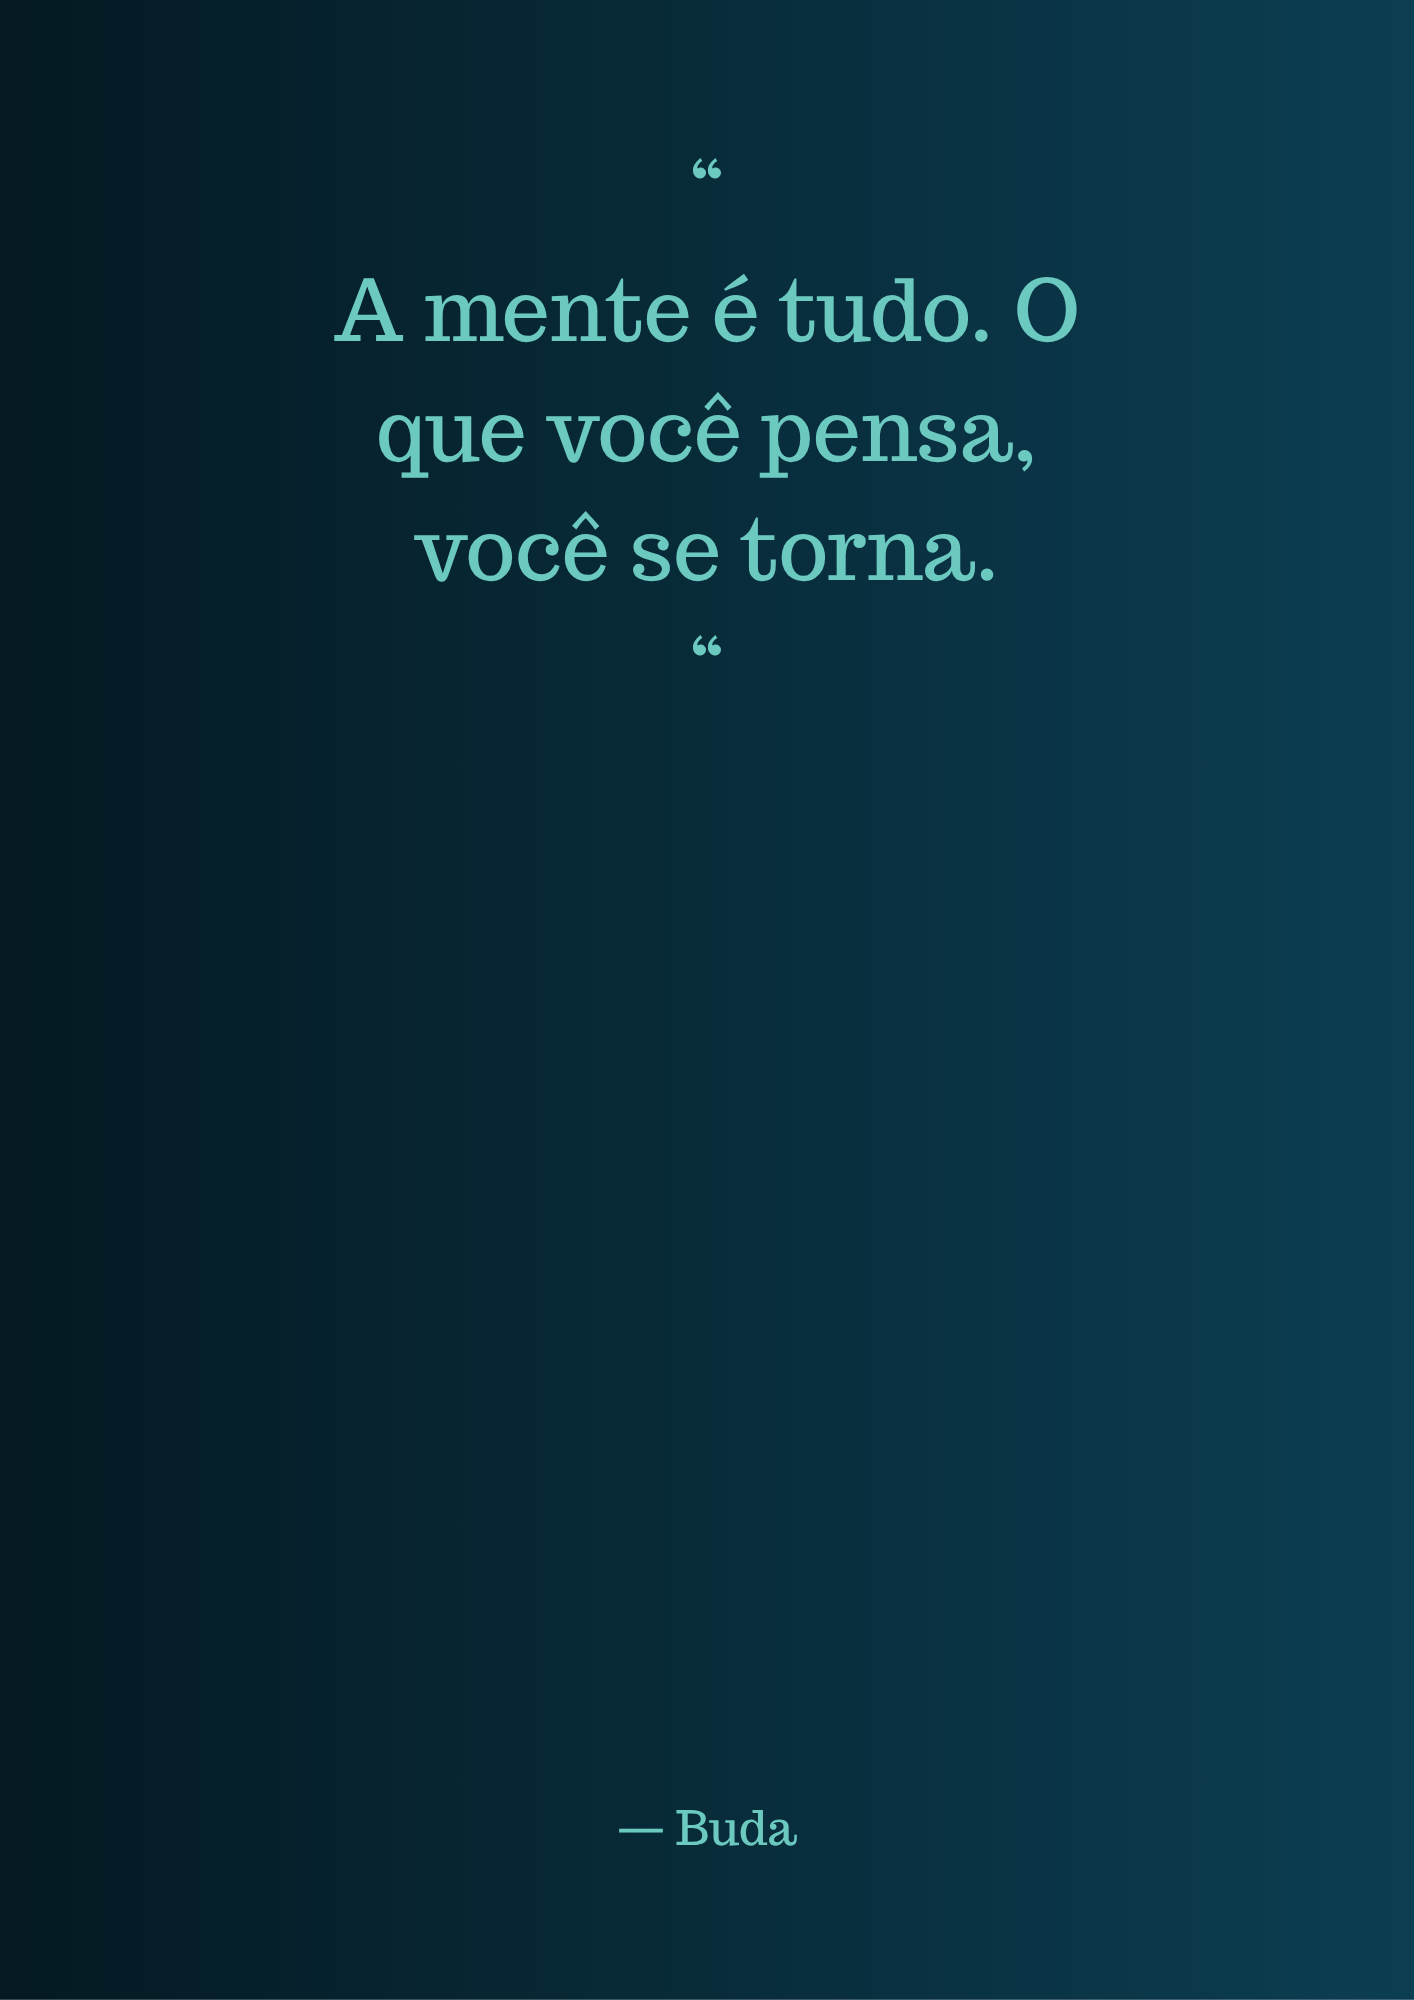 “
A mente é tudo. O
que você pensa,
você se torna.
“
— Buda